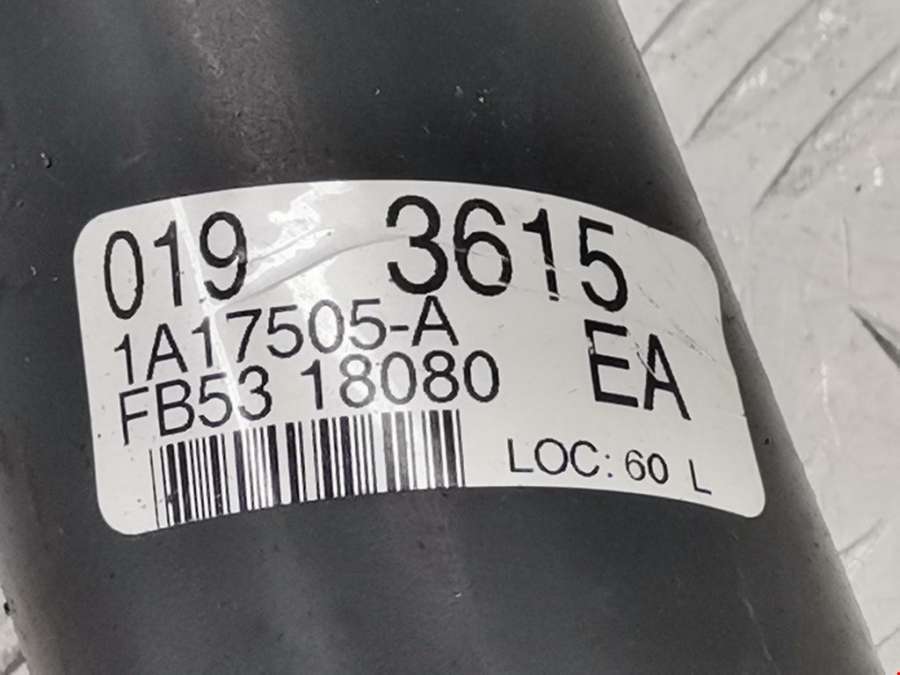 019 3615
1A17505-A
EA
FB53 18080
LOC: 60 L